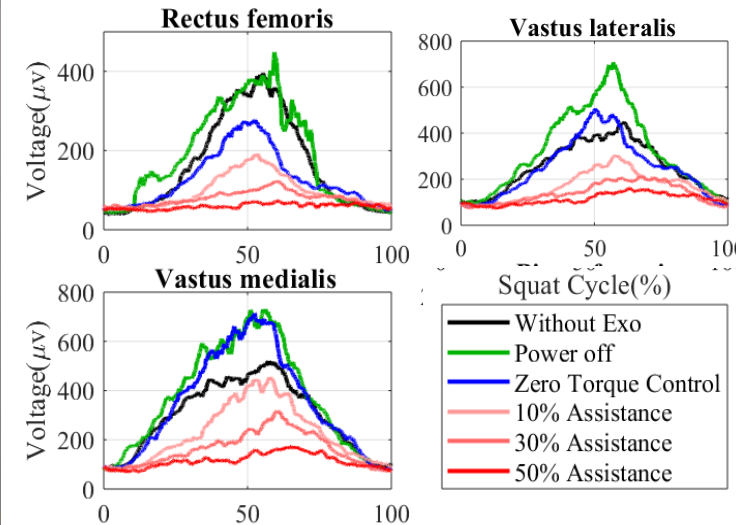 Rectus femoris
Voltage(μv)
400
200
0
0 50 100
Vastus lateralis
800
600
400
200
0
0 50
Vastus medialis
Voltage(μv)
800
600
400
200
0
0 50 100
Squat Cycle(%)
Without Exo
Power off
Zero Torque Control
10% Assistance
30% Assistance
50% Assistance